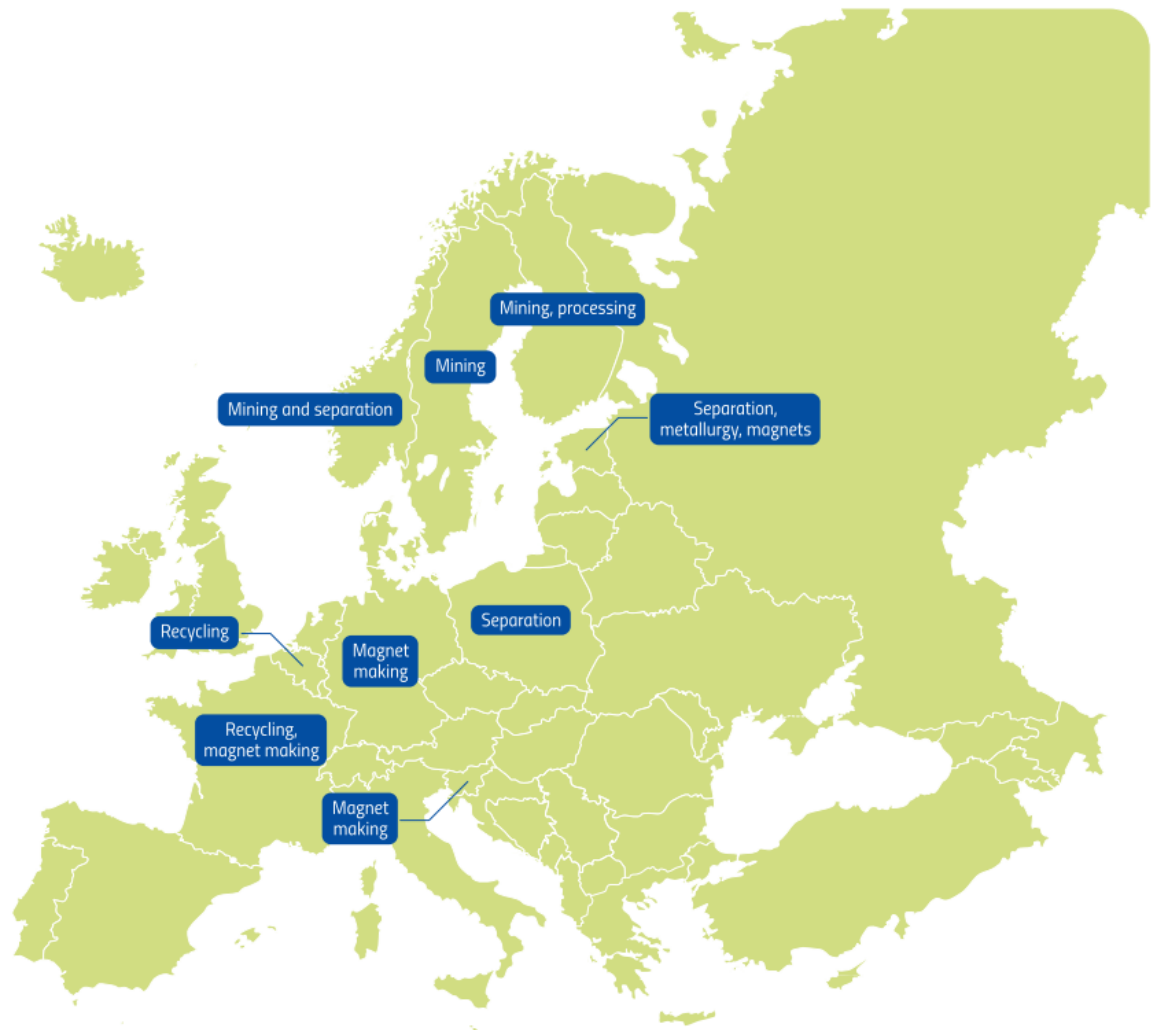 Mining, processing
Mining
Mining and separation
Separation,
metallurgy, magnets
Separation
Recycling
Magnet
making
Recycling,
magnet making
Magnet
making